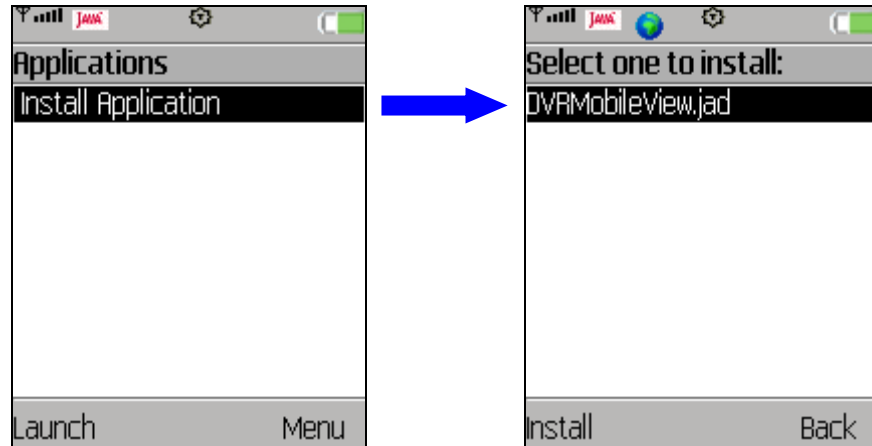 JAVA
Applications
Install Application
Launch Menu
JAVA
Select one to install:
DVRMobileView.jad
Install Back